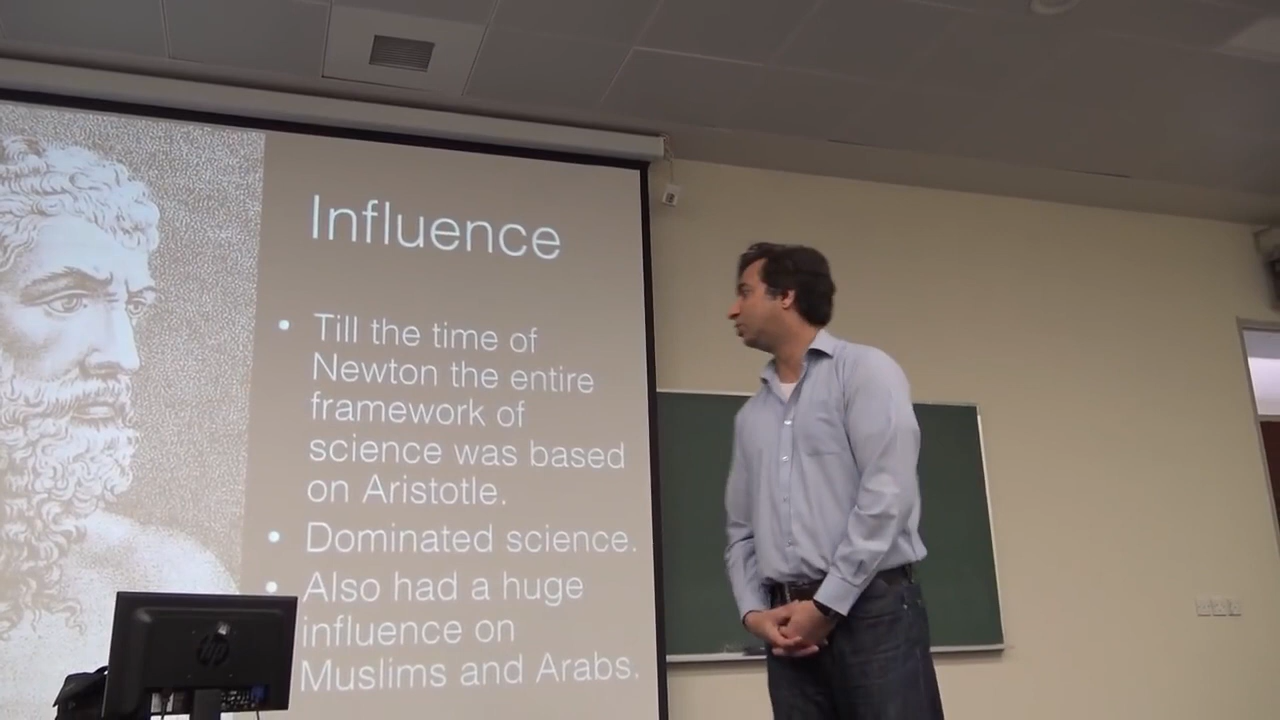 Influence
• Till the time of
Newton the entire
framework of
science was based
on Aristotle.
• Dominated science.
• Also had a huge
influence on
Muslims and Arabs.
hp